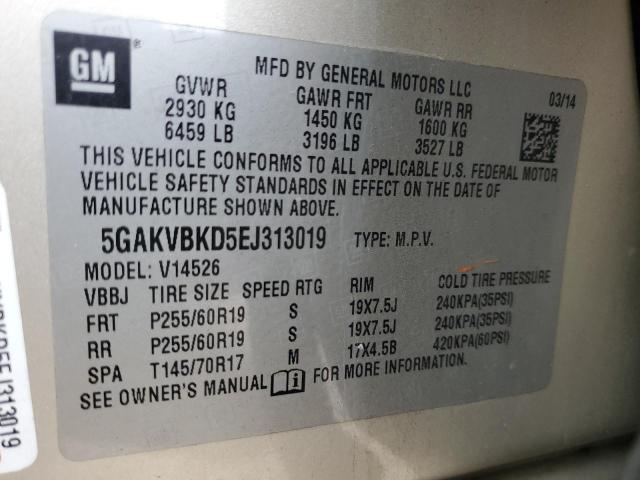 GM
MFD BY GENERAL MOTORS LLC
03/14
GVWR GAWR FRT GAWR RR
2930 KG 1450 KG 1600 KG
6459 LB 3196 LB 3527 LB
THIS VEHICLE CONFORMS TO ALL APPLICABLE U.S. FEDERAL MOTOR
VEHICLE SAFETY STANDARDS IN EFFECT ON THE DATE OF
MANUFACTURE SHOWN ABOVE.
5GAKVBKD5EJ313019 TYPE: M.P.V.
MODEL: V14526
VBBJ TIRE SIZE SPEED RTG RIM COLD TIRE PRESSURE
FRT P255/60R19 S 19X7.5J 240KPA(35PSI)
RR P255/60R19 S 19X7.5J 240KPA(35PSI)
SPA T145/70R17 M 17X4.5B 420KPA(60PSI)
SEE OWNER'S MANUAL FOR MORE INFORMATION.